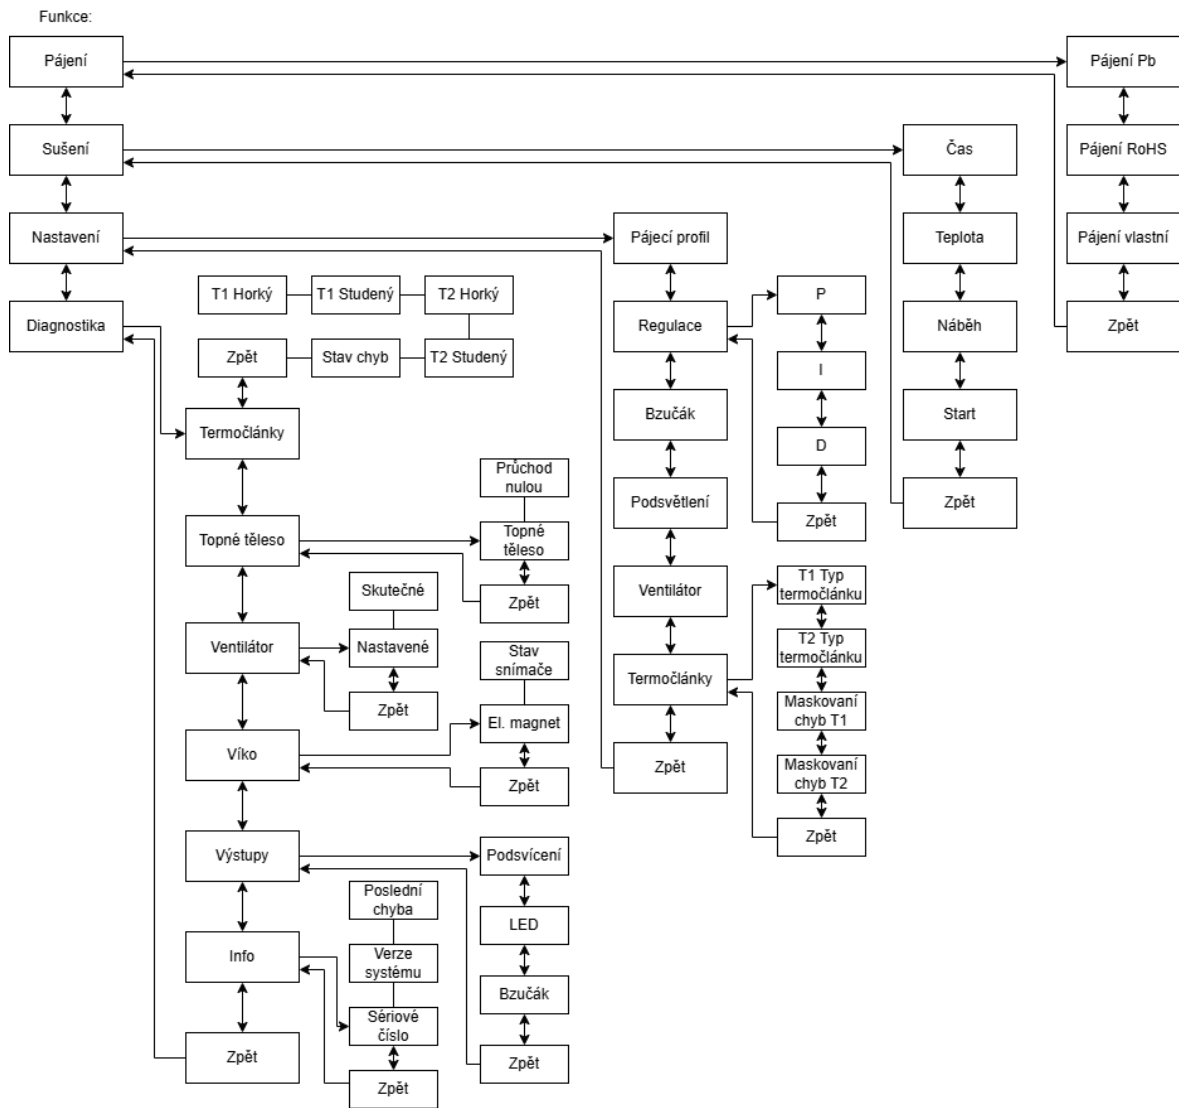 Funkce:
Pájení
Pájení Pb
Sušení
Čas
Pájení RoHS
Nastavení
Pájecí profil
Teplota
Pájení vlastní
T1 Horký
T1 Studený
T2 Horký
P
Diagnostika
Regulace
Náběh
Zpět
Zpět
Stav chyb
T2 Studený
I
Termočlánky
Bzučák
Start
D
Průchod
nulou
Podsvětlení
Zpět
Zpět
Topné těleso
Topné
těleso
Skutečné
Zpět
Ventilátor
T1 Typ
termočlánku
Ventilátor
Nastavené
Stav
snímače
T2 Typ
termočlánku
Termočlánky
Zpět
El. magnet
Maskovaní
chyb T1
Víko
Zpět
Zpět
Maskovaní
chyb T2
Zpět
Výstupy
Podsvícení
Poslední
chyba
LED
Info
Verze
systému
Bzučák
Sériové
číslo
Zpět
Zpět
Zpět